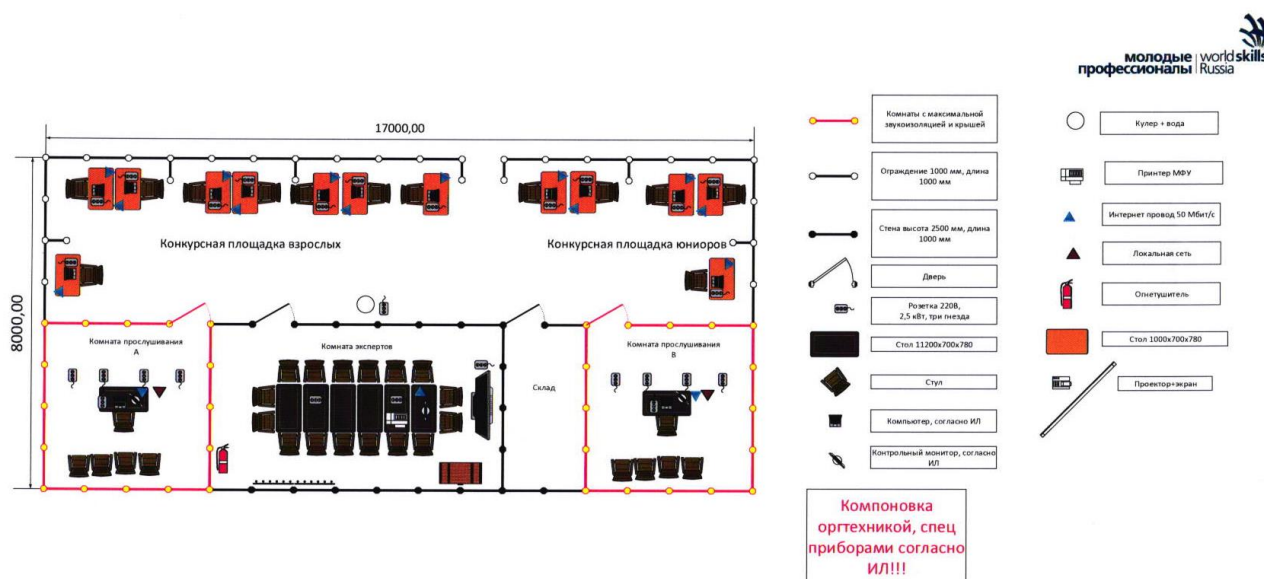 молодые
профессионалы
world skills
Russia
17000,00
8000,00
Конкурсная площадка взрослых
Конкурсная площадка юниоров
Комната прослушивания
А
Комната экспертов
Склад
Комната прослушивания
В
Комнаты с максимальной
звукоизоляцией и крышей
Ограждение 1000 мм, длина
1000 мм
Стена высота 2500 мм, длина
1000 мм
Дверь
Розетка 220В,
2,5 кВт, три гнезда
Стол 11200х700х780
Стул
Компьютер, согласно ИЛ
Контрольный монитор, согласно
ИЛ
Компоновка
оргтехникой, спец
приборами согласно
ИЛ!!!
Кулер + вода
Принтер МФУ
Интернет провод 50 Мбит/с
Локальная сеть
Огнетушитель
Стол 1000х700х780
Проектор+экран